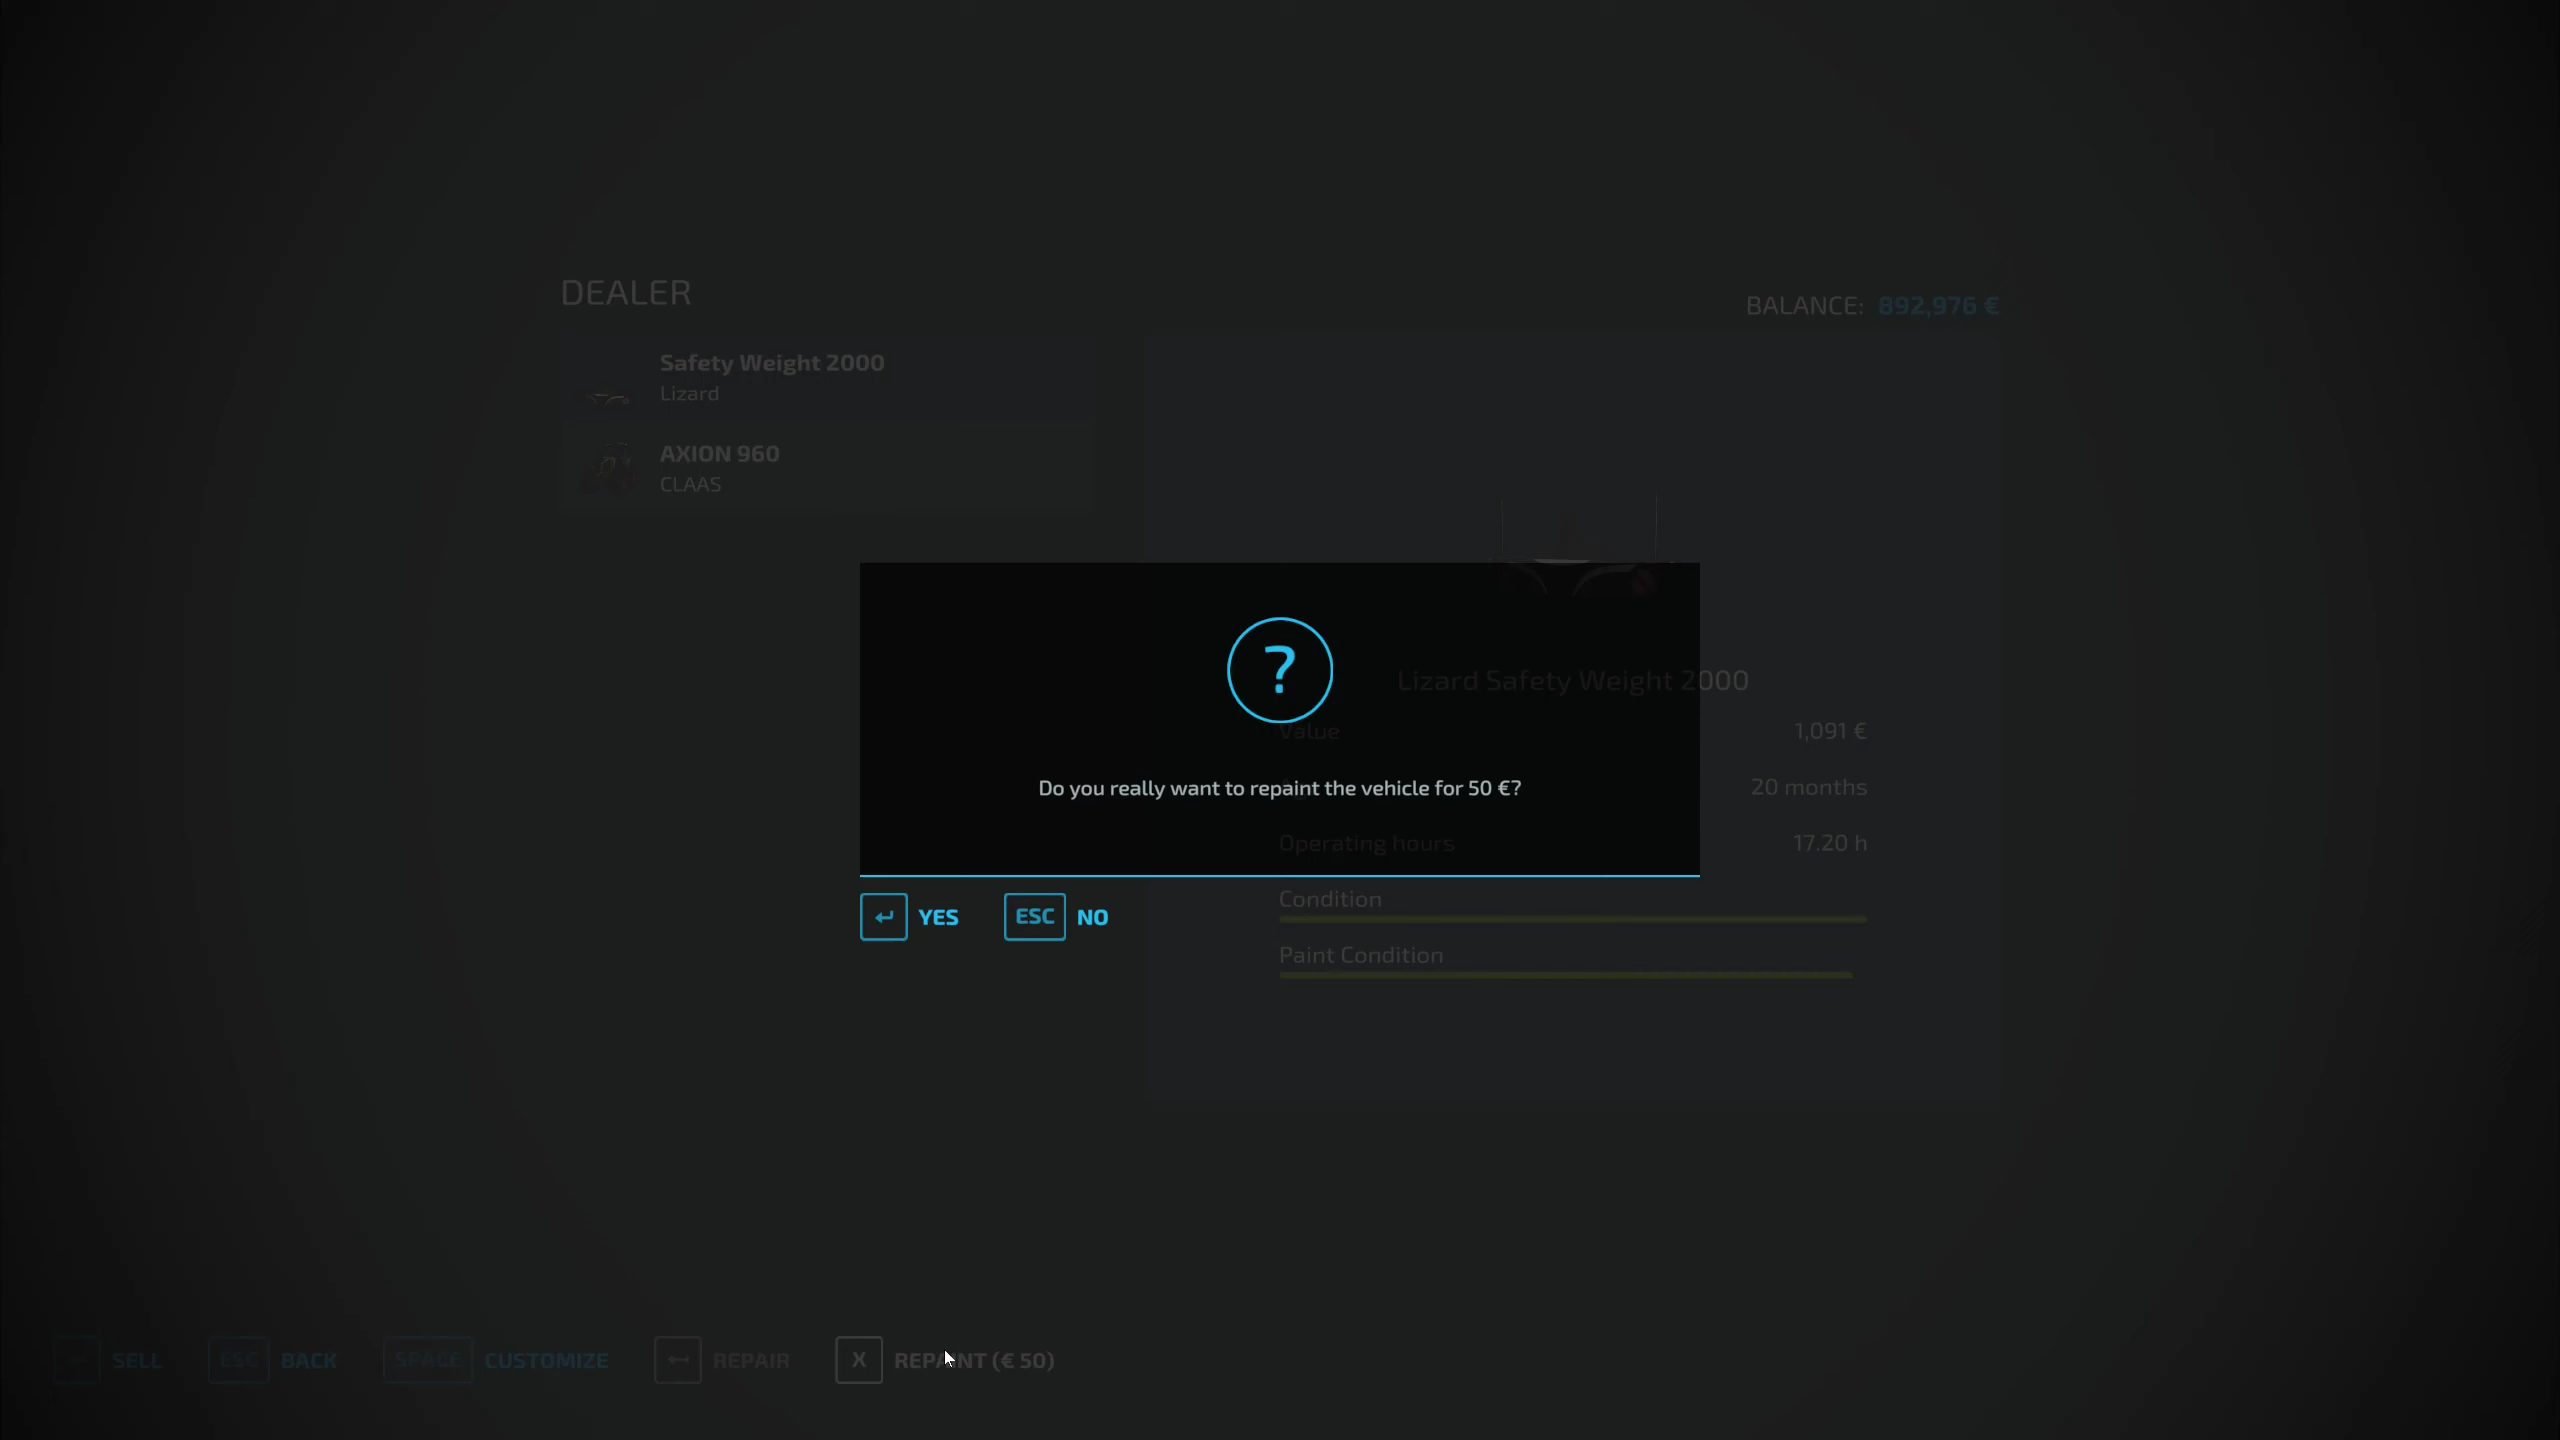 DEALER
BALANCE: 892,976 €
Safety Weight 2000
Lizard
AXION 960
CLAAS
?
Lizard Safety Weight 2000
Value 1,091 €
Do you really want to repaint the vehicle for 50 €?
20 months
Operating hours 17.20 h
Condition
YES ESC NO
Paint Condition
SELL ESC BACK SPACE CUSTOMIZE REPAIR X REPAINT (€ 50)